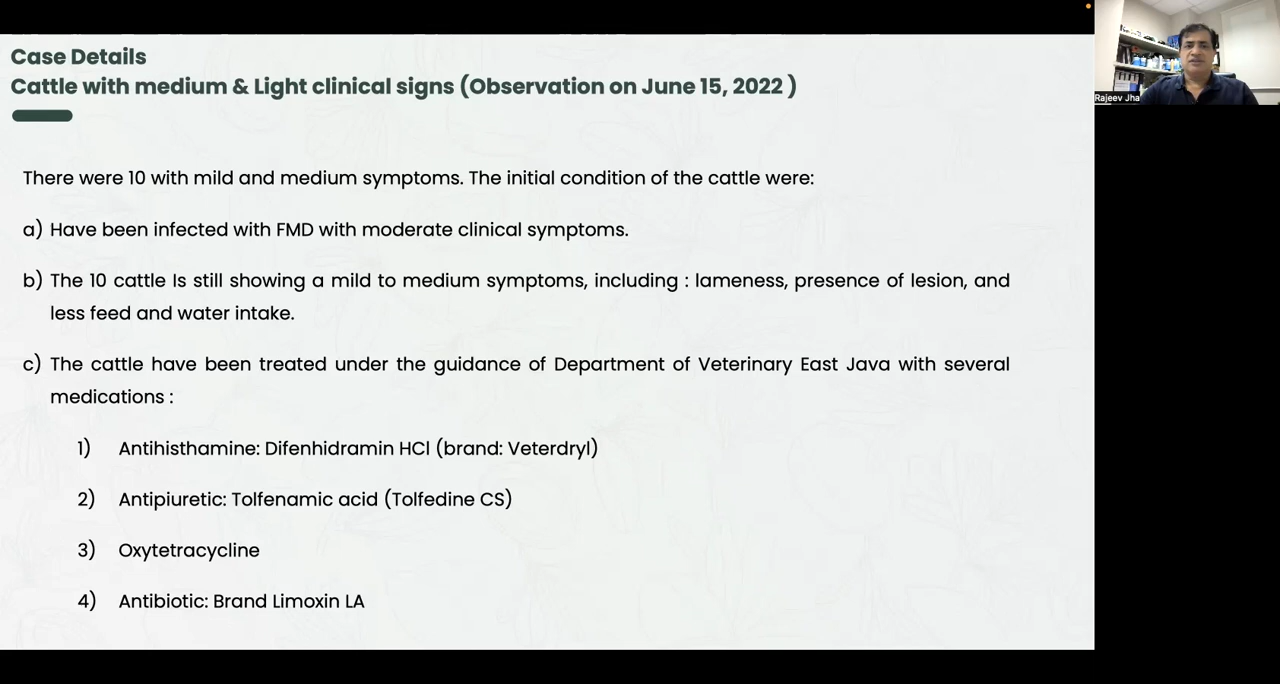 Case Details
Cattle with medium & Light clinical signs (Observation on June 15, 2022 )
Rajeev Jha
There were 10 with mild and medium symptoms. The initial condition of the cattle were:
a) Have been infected with FMD with moderate clinical symptoms.
b) The 10 cattle Is still showing a mild to medium symptoms, including : lameness, presence of lesion, and
less feed and water intake.
c) The cattle have been treated under the guidance of Department of Veterinary East Java with several
medications :
1) Antihisthamine: Difenhidramin HCl (brand: Veterdryl)
2) Antipiuretic: Tolfenamic acid (Tolfedine CS)
3) Oxytetracycline
4) Antibiotic: Brand Limoxin LA